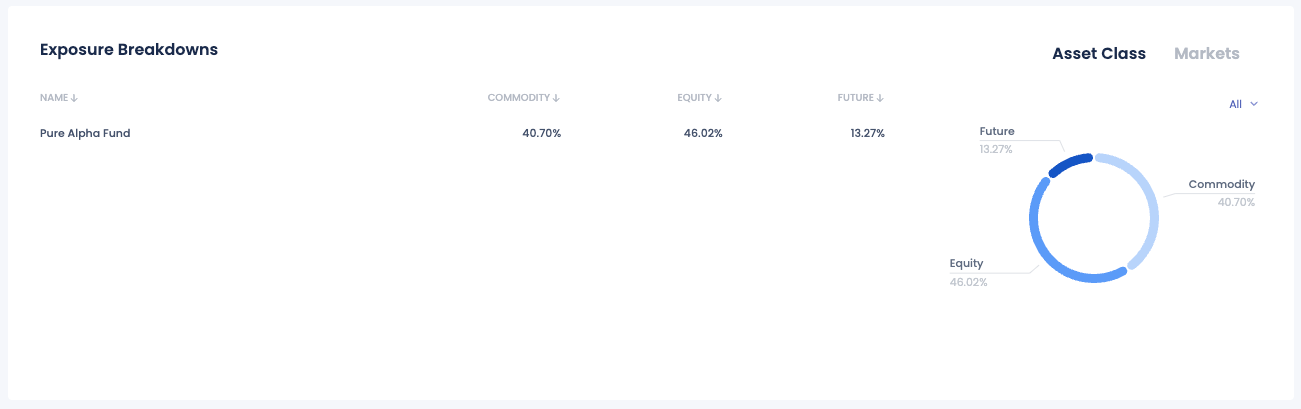 Exposure Breakdowns
Asset Class Markets
NAME ↓ COMMODITY ↓ EQUITY ↓ FUTURE ↓
All
Pure Alpha Fund 40.70% 46.02% 13.27%
Future
13.27%
Commodity
40.70%
Equity
46.02%